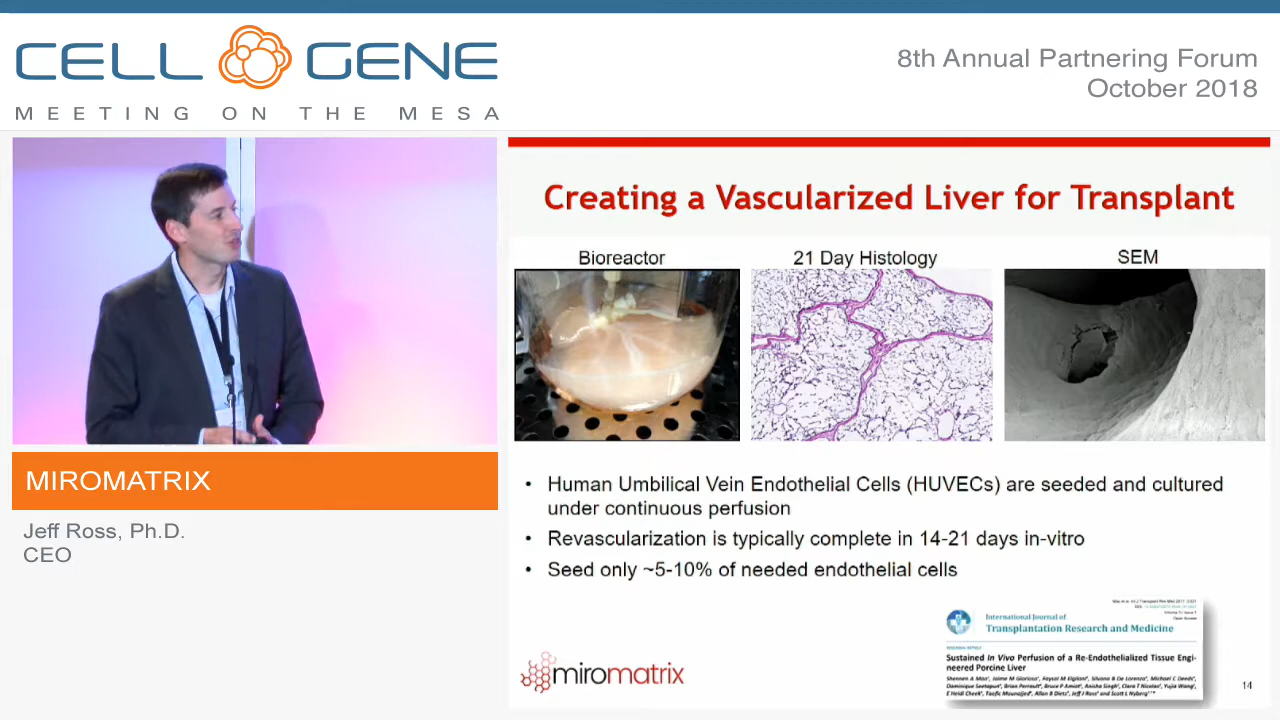 CELL GENE
MEETING ON THE MESA
8th Annual Partnering Forum
October 2018
MIROMATRIX
Jeff Ross, Ph.D.
CEO
Creating a Vascularized Liver for Transplant
Bioreactor
21 Day Histology
SEM
• Human Umbilical Vein Endothelial Cells (HUVECs) are seeded and cultured
under continuous perfusion
• Revascularization is typically complete in 14-21 days in-vitro
• Seed only ~5-10% of needed endothelial cells
International Journal of
Transplantation Research and Medicine
Sustained In Vivo Perfusion of a Re-Endothelialized Tissue Engi-
neered Porcine Liver
miromatrix
14